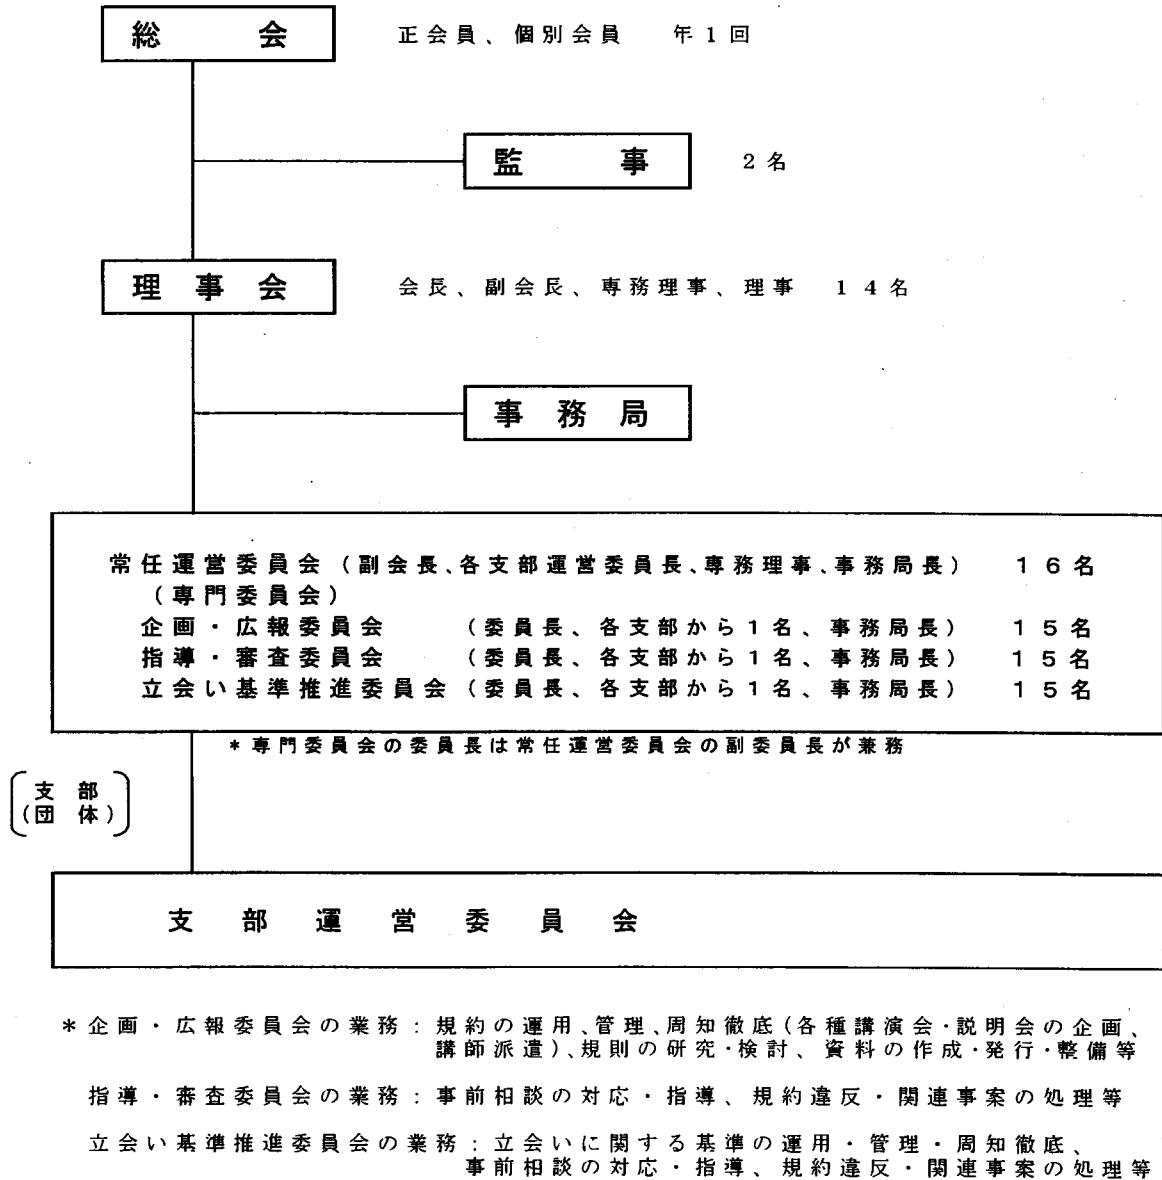 総会 正会員、個別会員 年1回
監事 2名
理事会 会長、副会長、専務理事、理事 14名
事務局
常任運営委員会(副会長、各支部運営委員長、専務理事、事務局長) 16名
(専門委員会)
企画・広報委員会 (委員長、各支部から1名、事務局長) 15名
指導・審査委員会 (委員長、各支部から1名、事務局長) 15名
立会い基準推進委員会(委員長、各支部から1名、事務局長) 15名
*専門委員会の委員長は常任運営委員会の副委員長が兼務
支部
(団体)
支部運営委員会
*企画・広報委員会の業務:規約の運用、管理、周知徹底(各種講演会・説明会の企画、
講師派遣)、規則の研究・検討、資料の作成・発行・整備等
指導・審査委員会の業務:事前相談の対応・指導、規約違反・関連事案の処理等
立会い基準推進委員会の業務:立会いに関する基準の運用・管理・周知徹底、
事前相談の対応・指導、規約違反・関連事案の処理等